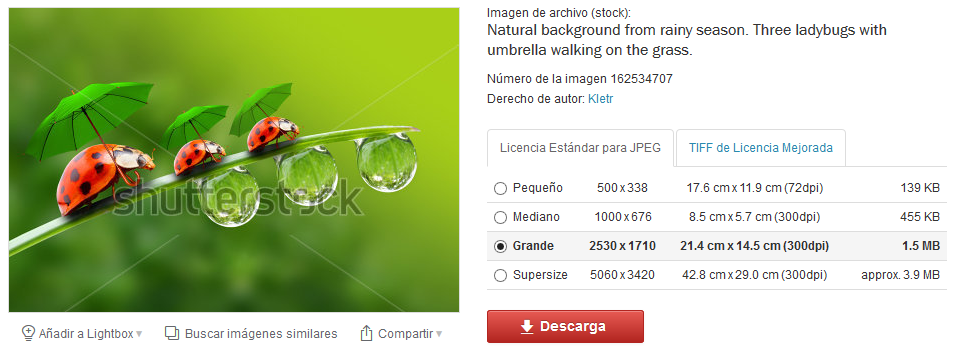 Imagen de archivo (stock):
Natural background from rainy season. Three ladybugs with
umbrella walking on the grass.
Número de la imagen 162534707
Derecho de autor: Kletr
Licencia Estándar para JPEG
TIFF de Licencia Mejorada
Pequeño 500 x 338 17.6 cm x 11.9 cm (72dpi) 139 KB
Mediano 1000 x 676 8.5 cm x 5.7 cm (300dpi) 455 KB
Grande 2530 x 1710 21.4 cm x 14.5 cm (300dpi) 1.5 MB
Supersize 5060 x 3420 42.8 cm x 29.0 cm (300dpi) approx. 3.9 MB
Descarga
shutterstock
Añadir a Lightbox
Buscar imágenes similares
Compartir